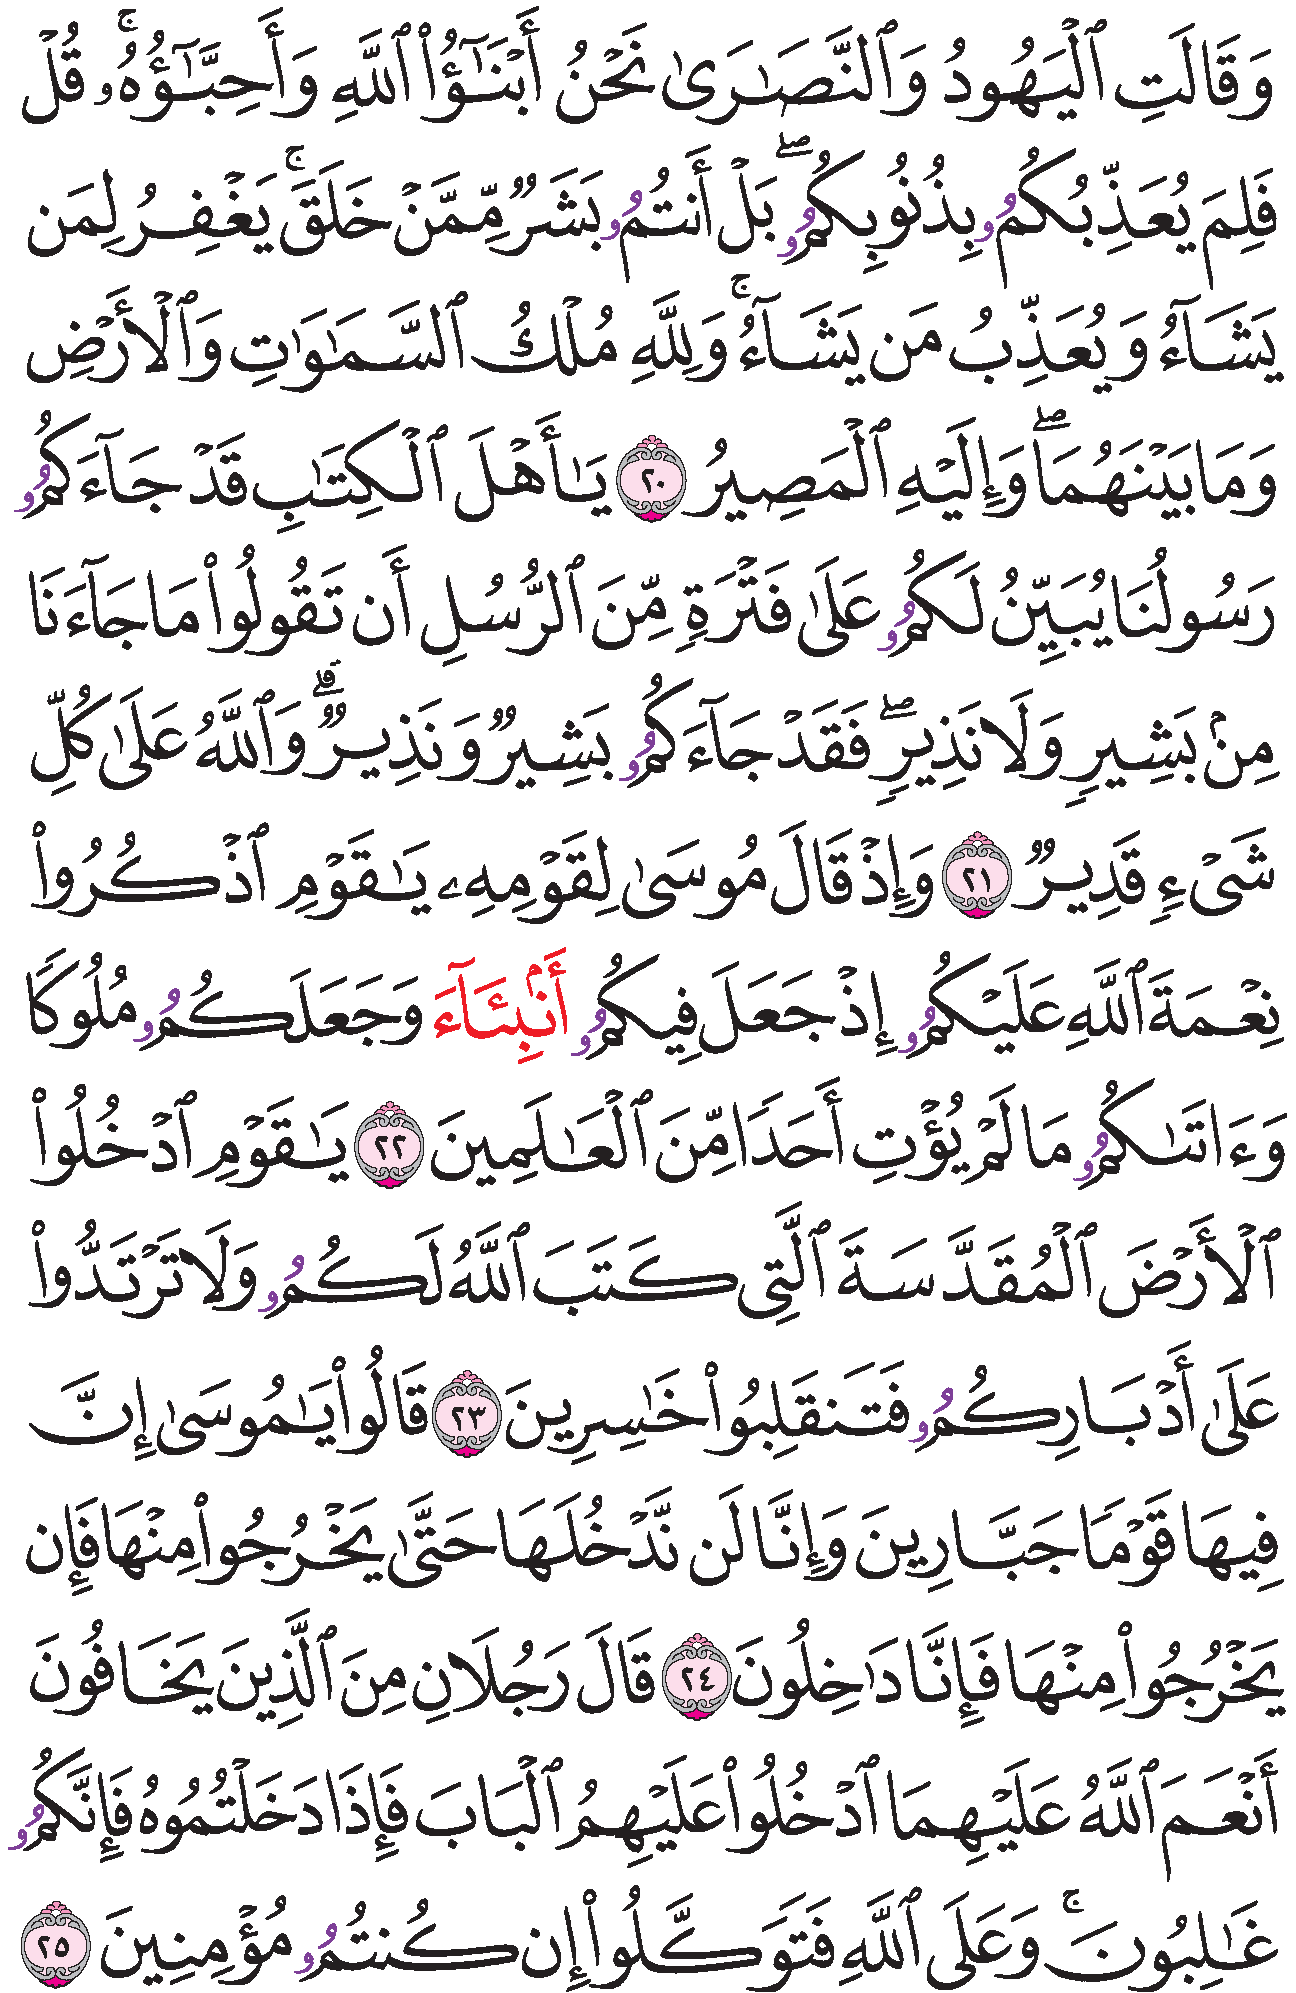 وَقَالَتِ ٱلْيَهُودُ وَٱلنَّصَٰرَىٰ نَحْنُ أَبْنَٰٓؤُا۟ ٱللَّهِ وَأَحِبَّٰٓؤُهُۥۚ قُلْ
فَلِمَ يُعَذِّبُكُمُۥ بِذُنُوبِكُمُۥۖ بَلْ أَنتُمُۥ بَشَرٌ مِّمَّنْ خَلَقَۚ يَغْفِرُ لِمَن
يَشَآءُ وَيُعَذِّبُ مَن يَشَآءُۚ وَلِلَّهِ مُلْكُ ٱلسَّمَٰوَٰتِ وَٱلْأَرْضِ
وَمَا بَيْنَهُمَاۖ وَإِلَيْهِ ٱلْمَصِيرُ ٢٠ يَٰأَهْلَ ٱلْكِتَٰبِ قَدْ جَآءَكُمُۥ
رَسُولُنَا يُبَيِّنُ لَكُمُۥ عَلَىٰ فَتْرَةٍ مِّنَ ٱلرُّسُلِ أَن تَقُولُوا۟ مَا جَآءَنَا
مِنۢ بَشِيرٍ وَلَا نَذِيرٍۖ فَقَدْ جَآءَكُمُۥ بَشِيرٌ وَنَذِيرٌۗ وَٱللَّهُ عَلَىٰ كُلِّ
شَىْءٍ قَدِيرٌ ٢١ وَإِذْ قَالَ مُوسَىٰ لِقَوْمِهِۦ يَٰقَوْمِ ٱذْكُرُوا۟
نِعْمَةَ ٱللَّهِ عَلَيْكُمُۥ إِذْ جَعَلَ فِيكُمُۥ أَنۢبِئَآءَ وَجَعَلَكُمُۥ مُلُوكًا
وَءَاتَىٰكُمُۥ مَا لَمْ يُؤْتِ أَحَدًا مِّنَ ٱلْعَٰلَمِينَ ٢٢ يَٰقَوْمِ ٱدْخُلُوا۟
ٱلْأَرْضَ ٱلْمُقَدَّسَةَ ٱلَّتِى كَتَبَ ٱللَّهُ لَكُمُۥ وَلَا تَرْتَدُّوا۟
عَلَىٰ أَدْبَارِكُمُۥ فَتَنقَلِبُوا۟ خَٰسِرِينَ ٢٣ قَالُوا۟ يَٰمُوسَىٰ إِنَّ
فِيهَا قَوْمًا جَبَّارِينَ وَإِنَّا لَن نَّدْخُلَهَا حَتَّىٰ يَخْرُجُوا۟ مِنْهَا فَإِن
يَخْرُجُوا۟ مِنْهَا فَإِنَّا دَٰخِلُونَ ٢٤ قَالَ رَجُلَانِ مِنَ ٱلَّذِينَ يَخَافُونَ
أَنْعَمَ ٱللَّهُ عَلَيْهِمَا ٱدْخُلُوا۟ عَلَيْهِمُ ٱلْبَابَ فَإِذَا دَخَلْتُمُوهُ فَإِنَّكُمُۥ
غَٰلِبُونَۚ وَعَلَى ٱللَّهِ فَتَوَكَّلُوا۟ إِن كُنتُمُۥ مُؤْمِنِينَ ٢٥